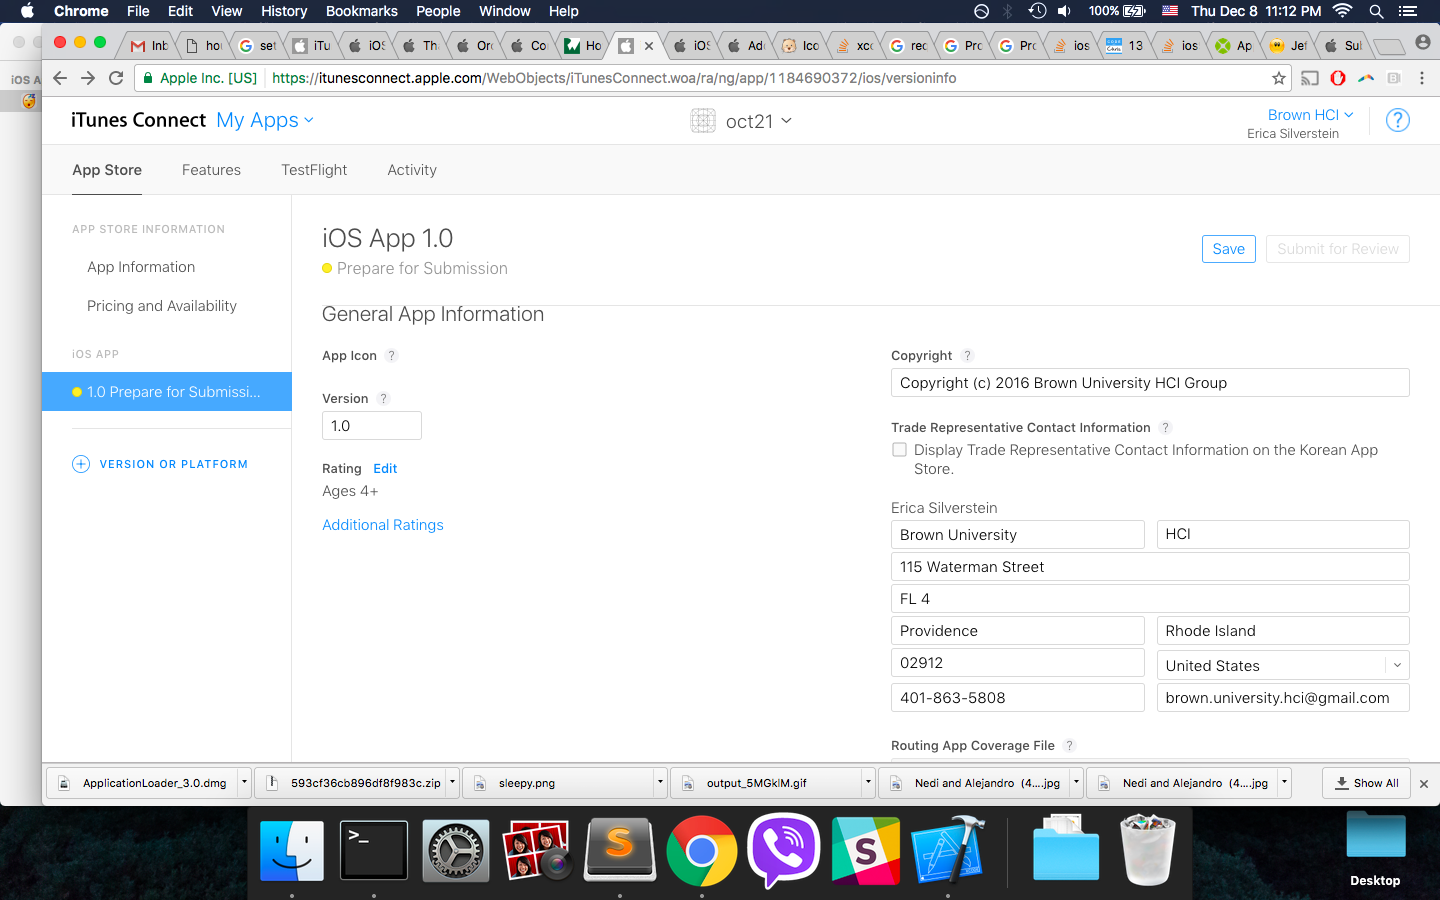 Chrome File Edit View History Bookmarks People Window Help 100% Thu Dec 8 11:12 PM
Inb hou set iTu iOS Th Orc Co Ho iOS Ado Ico xco rec Pro Pro ios 13 ios Ap Jef Sul
Apple Inc. [US] https://itunesconnect.apple.com/WebObjects/iTunesConnect.woa/ra/ng/app/1184690372/ios/versioninfo
iOS A
iTunes Connect My Apps oct21 Brown HCI
Erica Silverstein
?
App Store Features TestFlight Activity
APP STORE INFORMATION
App Information
Pricing and Availability
iOS APP
1.0 Prepare for Submissi...
VERSION OR PLATFORM
iOS App 1.0
Prepare for Submission
Save Submit for Review
General App Information
App Icon ?
Version ?
1.0
Rating Edit
Ages 4+
Additional Ratings
Copyright ?
Copyright (c) 2016 Brown University HCI Group
Trade Representative Contact Information ?
Display Trade Representative Contact Information on the Korean App
Store.
Erica Silverstein
Brown University HCI
115 Waterman Street
FL 4
Providence Rhode Island
02912 United States
401-863-5808 brown.university.hci@gmail.com
Routing App Coverage File ?
ApplicationLoader_3.0.dmg 593cf36cb896df8f983c.zip sleepy.png output_5MGklM.gif Nedi and Alejandro (4....jpg Nedi and Alejandro (4....jpg Show All
Desktop